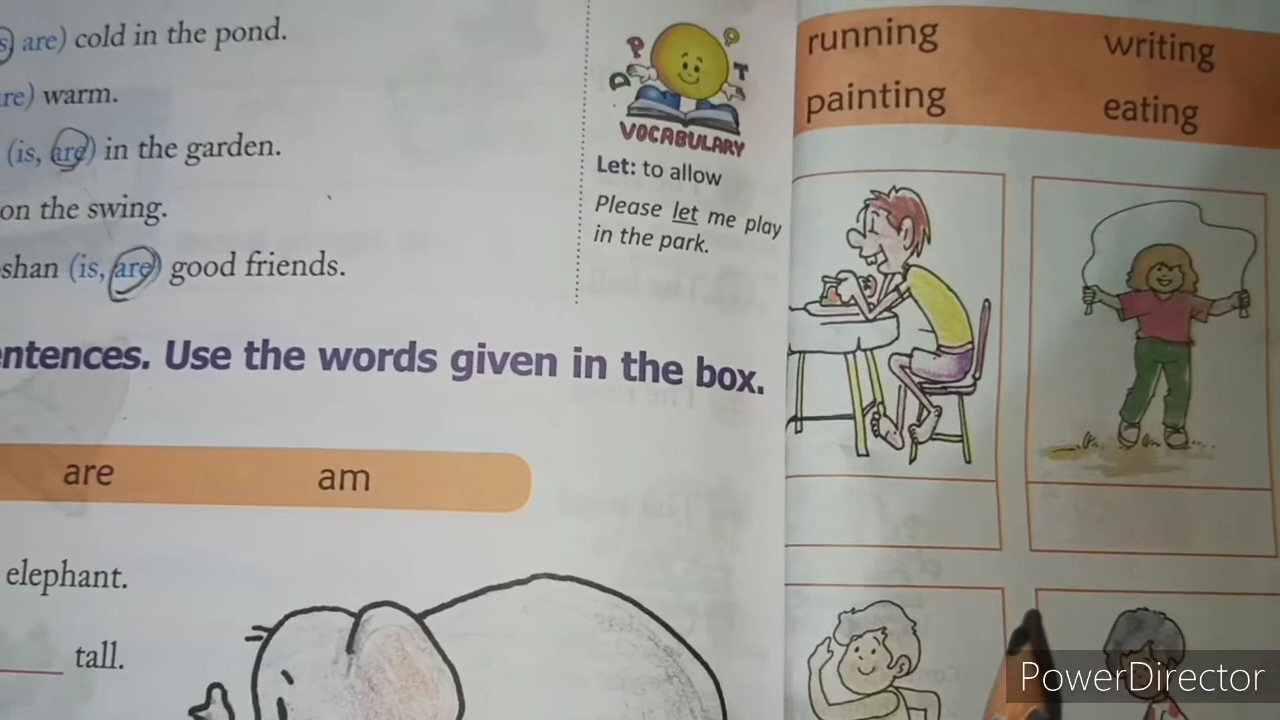 are) cold in the pond.
re) warm.
(is, are) in the garden.
on the swing.
shan (is, are) good friends.
VOCABULARY
Let: to allow
Please let me play
in the park.
entences. Use the words given in the box.
are am
elephant.
tall.
running writing
painting eating
PowerDirector